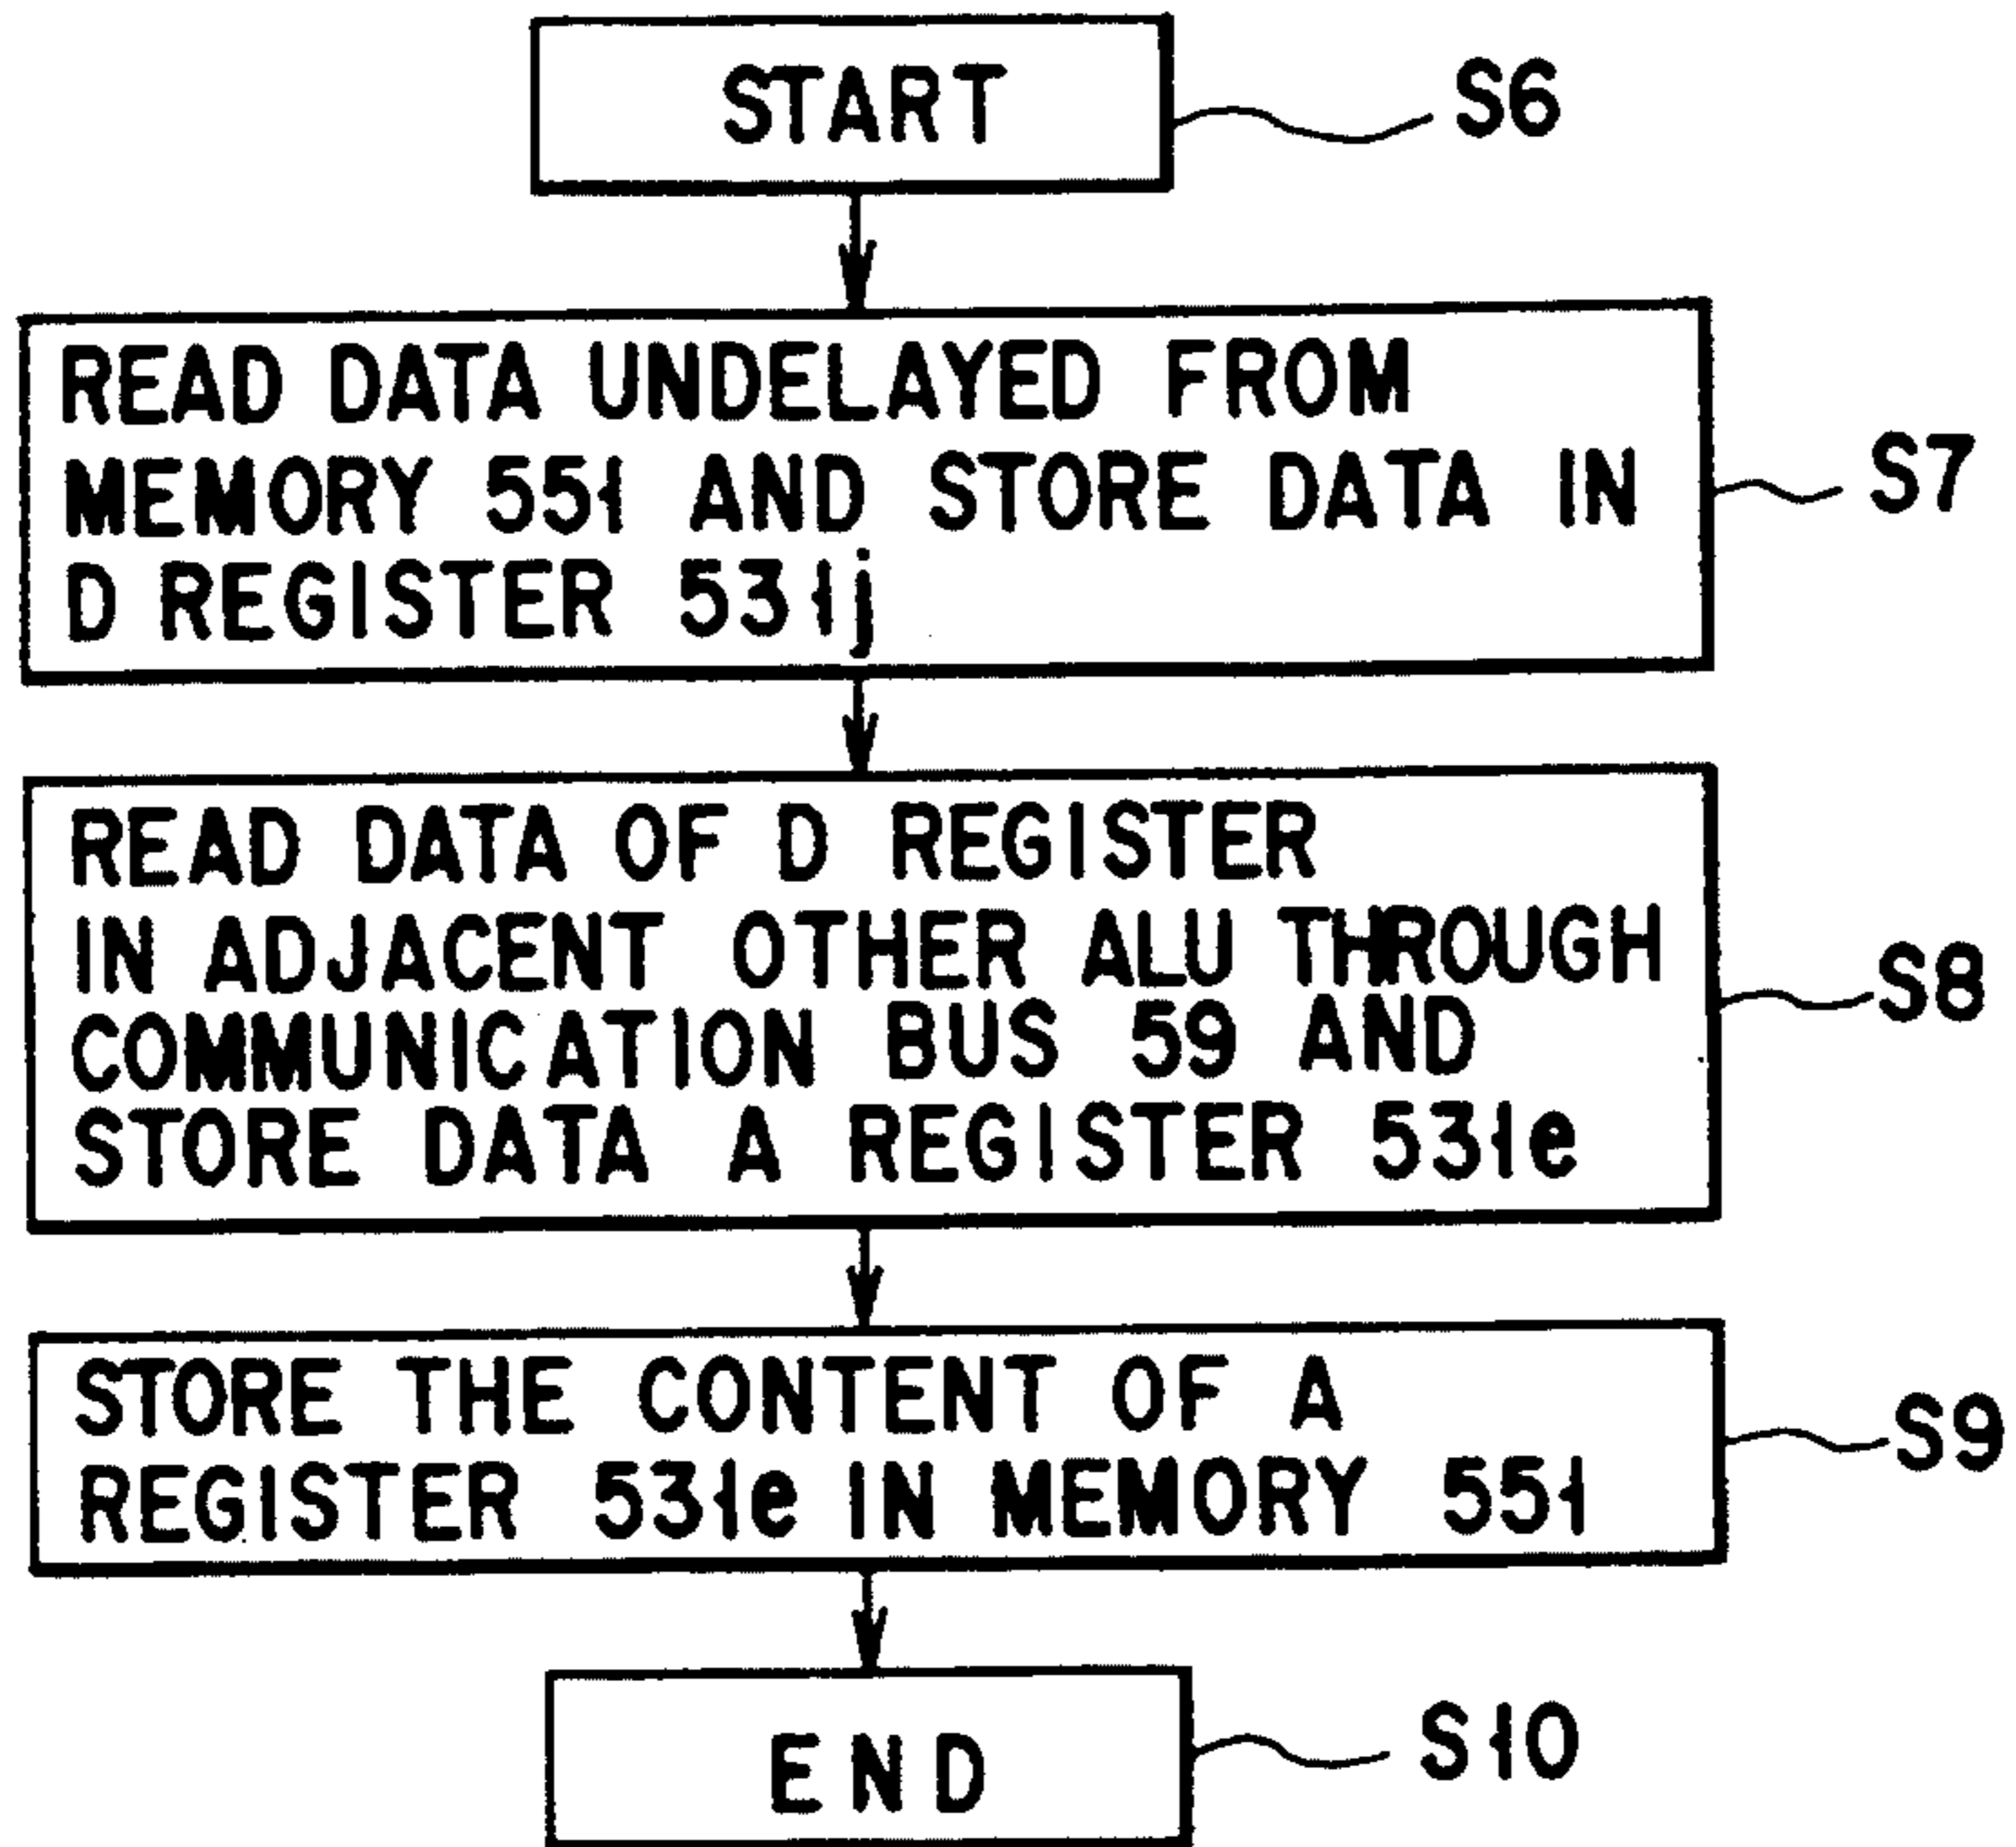 START
S6
READ DATA UNDELAYED FROM
MEMORY 551 AND STORE DATA IN
D REGISTER 531j
S7
READ DATA OF D REGISTER
IN ADJACENT OTHER ALU THROUGH
COMMUNICATION BUS 59 AND
STORE DATA A REGISTER 531e
S8
STORE THE CONTENT OF A
REGISTER 531e IN MEMORY 551
S9
END
S10